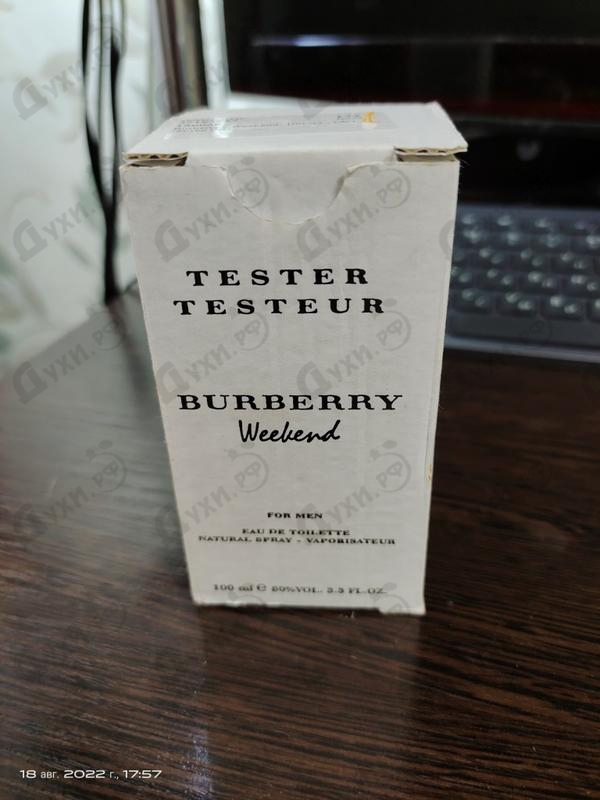 TESTER
TESTEUR
BURBERRY
Weekend
FOR MEN
EAU DE TOILETTE
NATURAL SPRAY - VAPORISATEUR
100 ml e 80%VOL. 3.3 FL.OZ.
18 авг. 2022 г., 17:57
Духи.рф